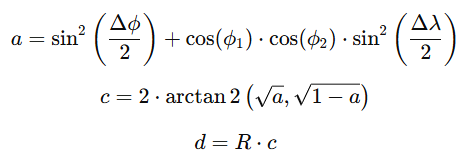 a = sin²(Δϕ/2) + cos(ϕ₁) · cos(ϕ₂) · sin²(Δλ/2)
c = 2 · arctan 2(√a, √(1 − a))
d = R · c